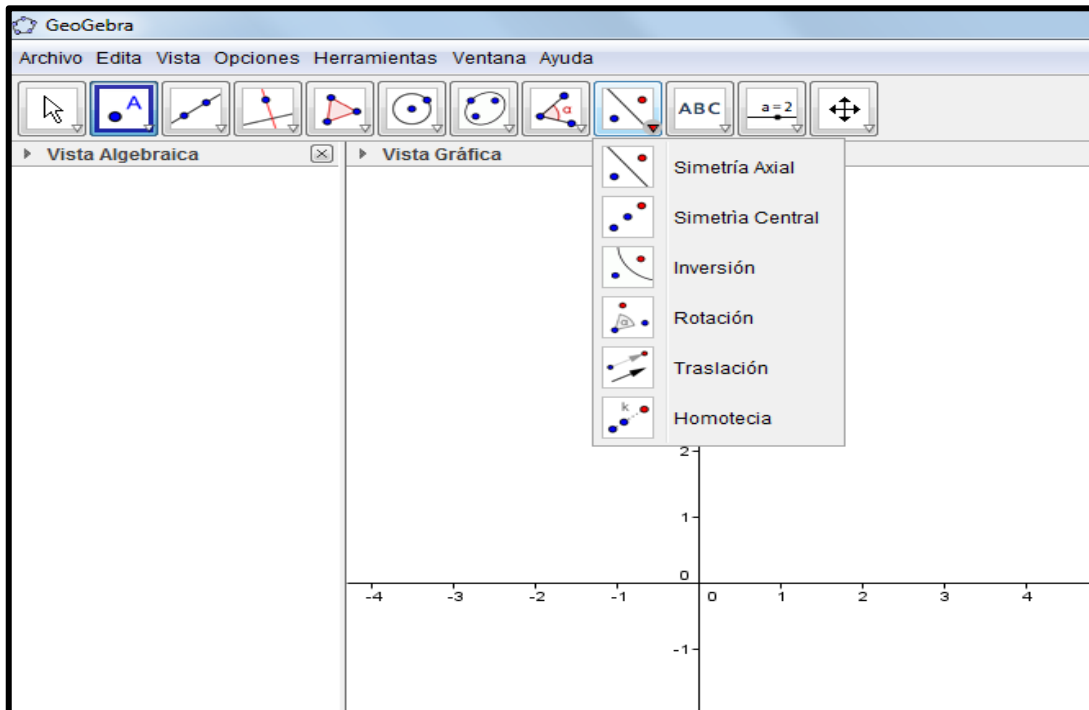 GeoGebra
Archivo Edita Vista Opciones Herramientas Ventana Ayuda
A α ABC a=2
Vista Algebraica Vista Gráfica
Simetría Axial
Simetrìa Central
Inversión
α Rotación
Traslación
k Homotecia
2
1
0
-4 -3 -2 -1 0 1 2 3 4
-1